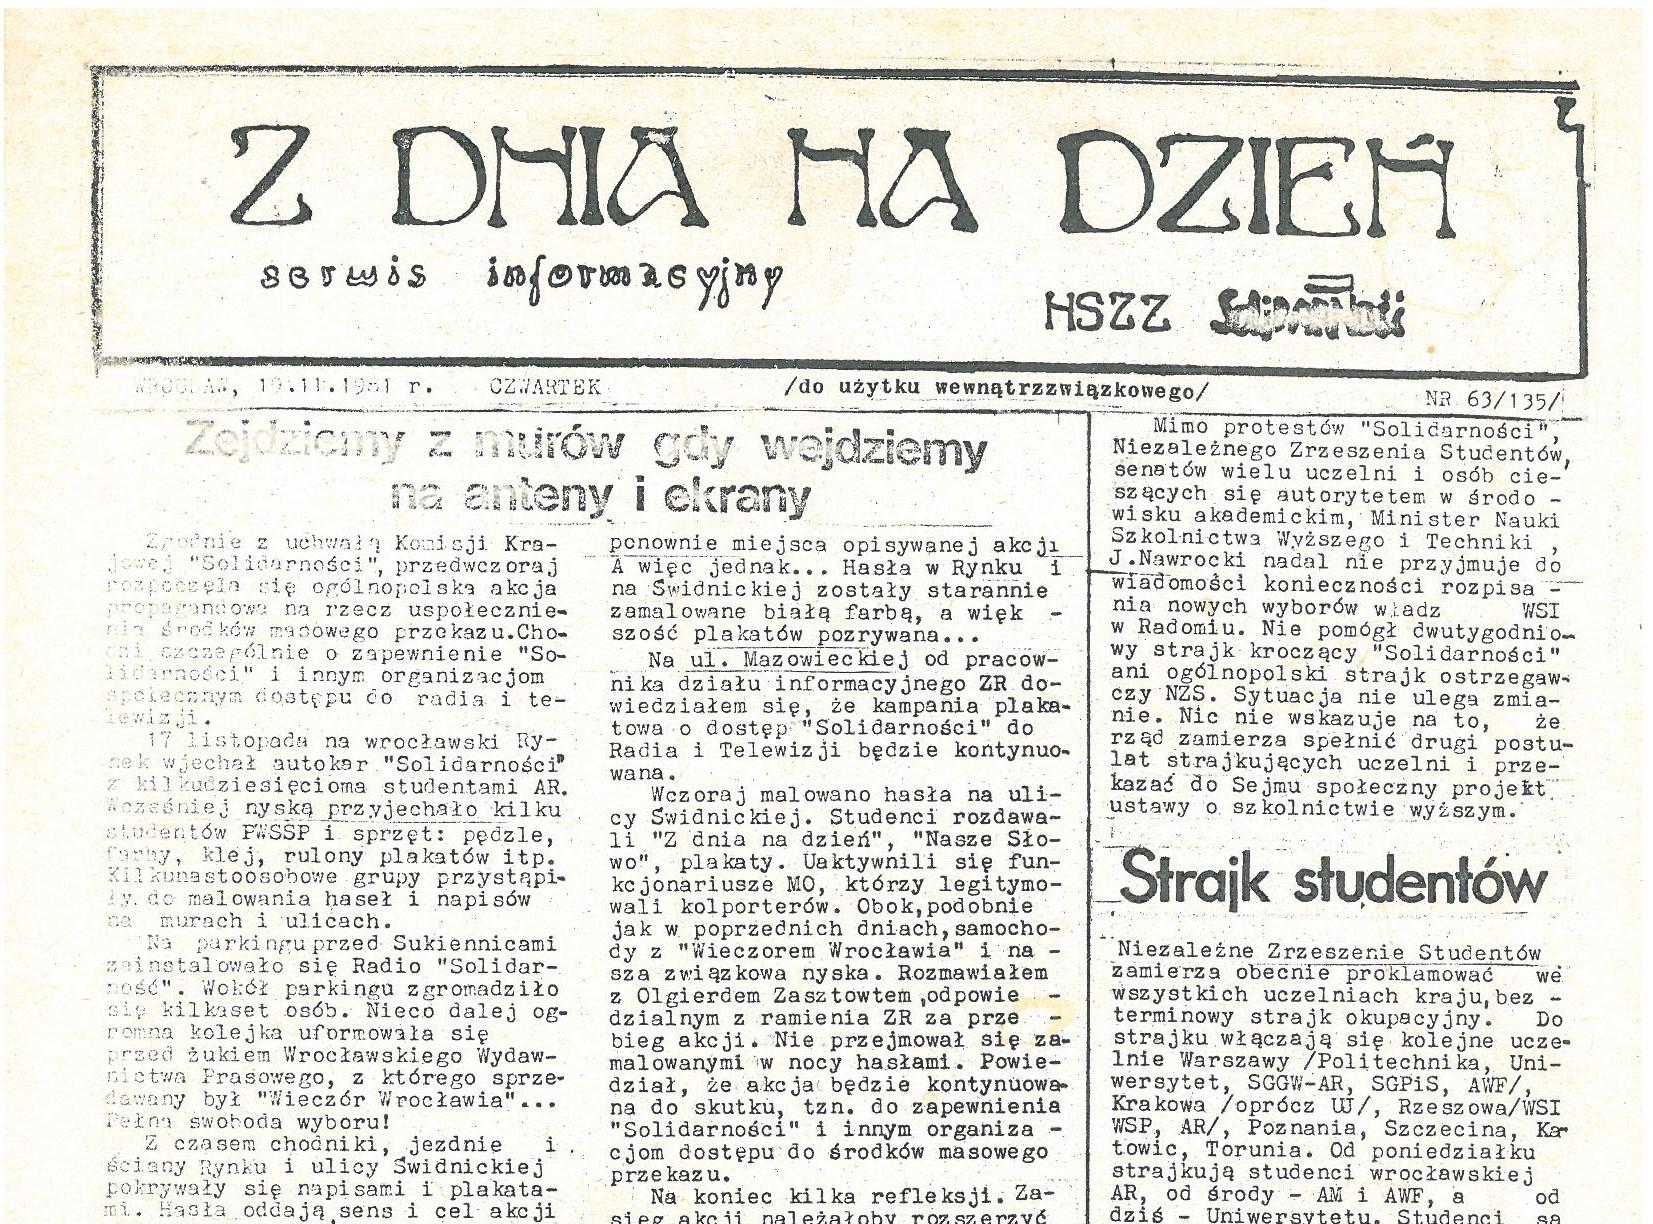 Z DNIA NA DZIEŃ
serwis informacyjny
NSZZ Solidarność
WROCŁAW, 19.11.1981 r. CZWARTEK /do użytku wewnątrzzwiązkowego/ NR 63/135/
Zejdziemy z murów gdy wejdziemy
na anteny i ekrany
Zgodnie z uchwałą Komisji Kra-
jowej "Solidarności", przedwczoraj
rozpoczęła się ogólnopolska akcja
propagandowa na rzecz uspołecznie-
nia środków masowego przekazu.Cho-
dzi szczególnie o zapewnienie "So-
lidarności" i innym organizacjom
społecznym dostępu do radia i te-
lewizji.
17 listopada na wrocławski Ry-
nek wjechał autokar "Solidarności"
z kilkudziesięcioma studentami AR.
Wcześniej nyską przyjechało kilku
studentów PWSSP i sprzęt: pędzle,
farby, klej, rulony plakatów itp.
Kilkunastoosobowe grupy przystąpi-
ły do malowania haseł i napisów
na murach i ulicach.
Na parkingu przed Sukiennicami
zainstalowało się Radio "Solidar-
ność". Wokół parkingu zgromadziło
się kilkaset osób. Nieco dalej og-
romna kolejka uformowała się
przed żukiem Wrocławskiego Wydaw-
nictwa Prasowego, z którego sprze-
dawany był "Wieczór Wrocławia"...
Pełna swoboda wyboru!
Z czasem chodniki, jezdnie i
ściany Rynku i ulicy Świdnickiej
pokrywały się napisami i plakata-
mi. Hasła oddają sens i cel akcji
ponownie miejsca opisywanej akcji
A więc jednak... Hasła w Rynku i
na Świdnickiej zostały starannie
zamalowane białą farbą, a więk -
szość plakatów pozrywana...
Na ul. Mazowieckiej od pracow-
nika działu informacyjnego ZR do-
wiedziałem się, że kampania plaka-
towa o dostęp "Solidarności" do
Radia i Telewizji będzie kontynuo-
wana.
Wczoraj malowano hasła na uli-
cy Świdnickiej. Studenci rozdawa-
li "Z dnia na dzień", "Nasze Sło-
wo", plakaty. Uaktywnili się fun-
kcjonariusze MO, którzy legitymo-
wali kolporterów. Obok,podobnie
jak w poprzednich dniach,samocho-
dy z "Wieczorem Wrocławia" i na -
sza związkowa nyska. Rozmawiałem
z Olgierdem Zasztowtem ,odpowie -
dzialnym z ramienia ZR za prze -
bieg akcji. Nie przejmował się za-
malowanymi w nocy hasłami. Powie-
dział, że akcja będzie kontynuowa-
na do skutku, tzn. do zapewnienia
"Solidarności" i innym organiza -
cjom dostępu do środków masowego
przekazu.
Na koniec kilka refleksji. Za-
sięg akcji należałoby rozszerzyć
Mimo protestów "Solidarności",
Niezależnego Zrzeszenia Studentów,
senatów wielu uczelni i osób cie-
szących się autorytetem w środo -
wisku akademickim, Minister Nauki
Szkolnictwa Wyższego i Techniki ,
J.Nawrocki nadal nie przyjmuje do
wiadomości konieczności rozpisa -
nia nowych wyborów władz WSI
w Radomiu. Nie pomógł dwutygodnio-
wy strajk kroczący "Solidarności"
ani ogólnopolski strajk ostrzegaw-
czy NZS. Sytuacja nie ulega zmia-
nie. Nic nie wskazuje na to, że
rząd zamierza spełnić drugi postu-
lat strajkujących uczelni i prze-
kazać do Sejmu społeczny projekt
ustawy o szkolnictwie wyższym.
Strajk studentów
Niezależne Zrzeszenie Studentów
zamierza obecnie proklamować we
wszystkich uczelniach kraju,bez -
terminowy strajk okupacyjny. Do
strajku włączają się kolejne ucze-
lnie Warszawy /Politechnika, Uni-
wersytet, SGGW-AR, SGPiS, AWF/,
Krakowa /oprócz UJ/, Rzeszowa/WSI
WSP, AR/, Poznania, Szczecina, Ka-
towic, Torunia. Od poniedziałku
strajkują studenci wrocławskiej
AR, od środy - AM i AWF, a od
dziś - Uniwersytetu. Studenci są